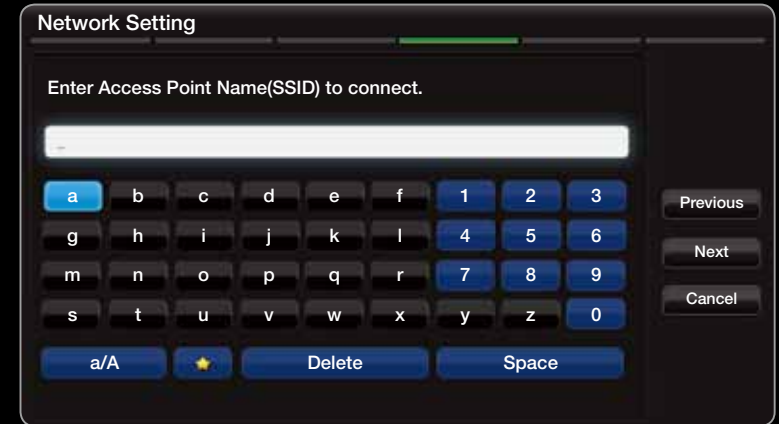 Network Setting
Enter Access Point Name(SSID) to connect.
_
a b c d e f 1 2 3
Previous
g h i j k l 4 5 6
Next
m n o p q r 7 8 9
Cancel
s t u v w x y z 0
a/A Delete Space